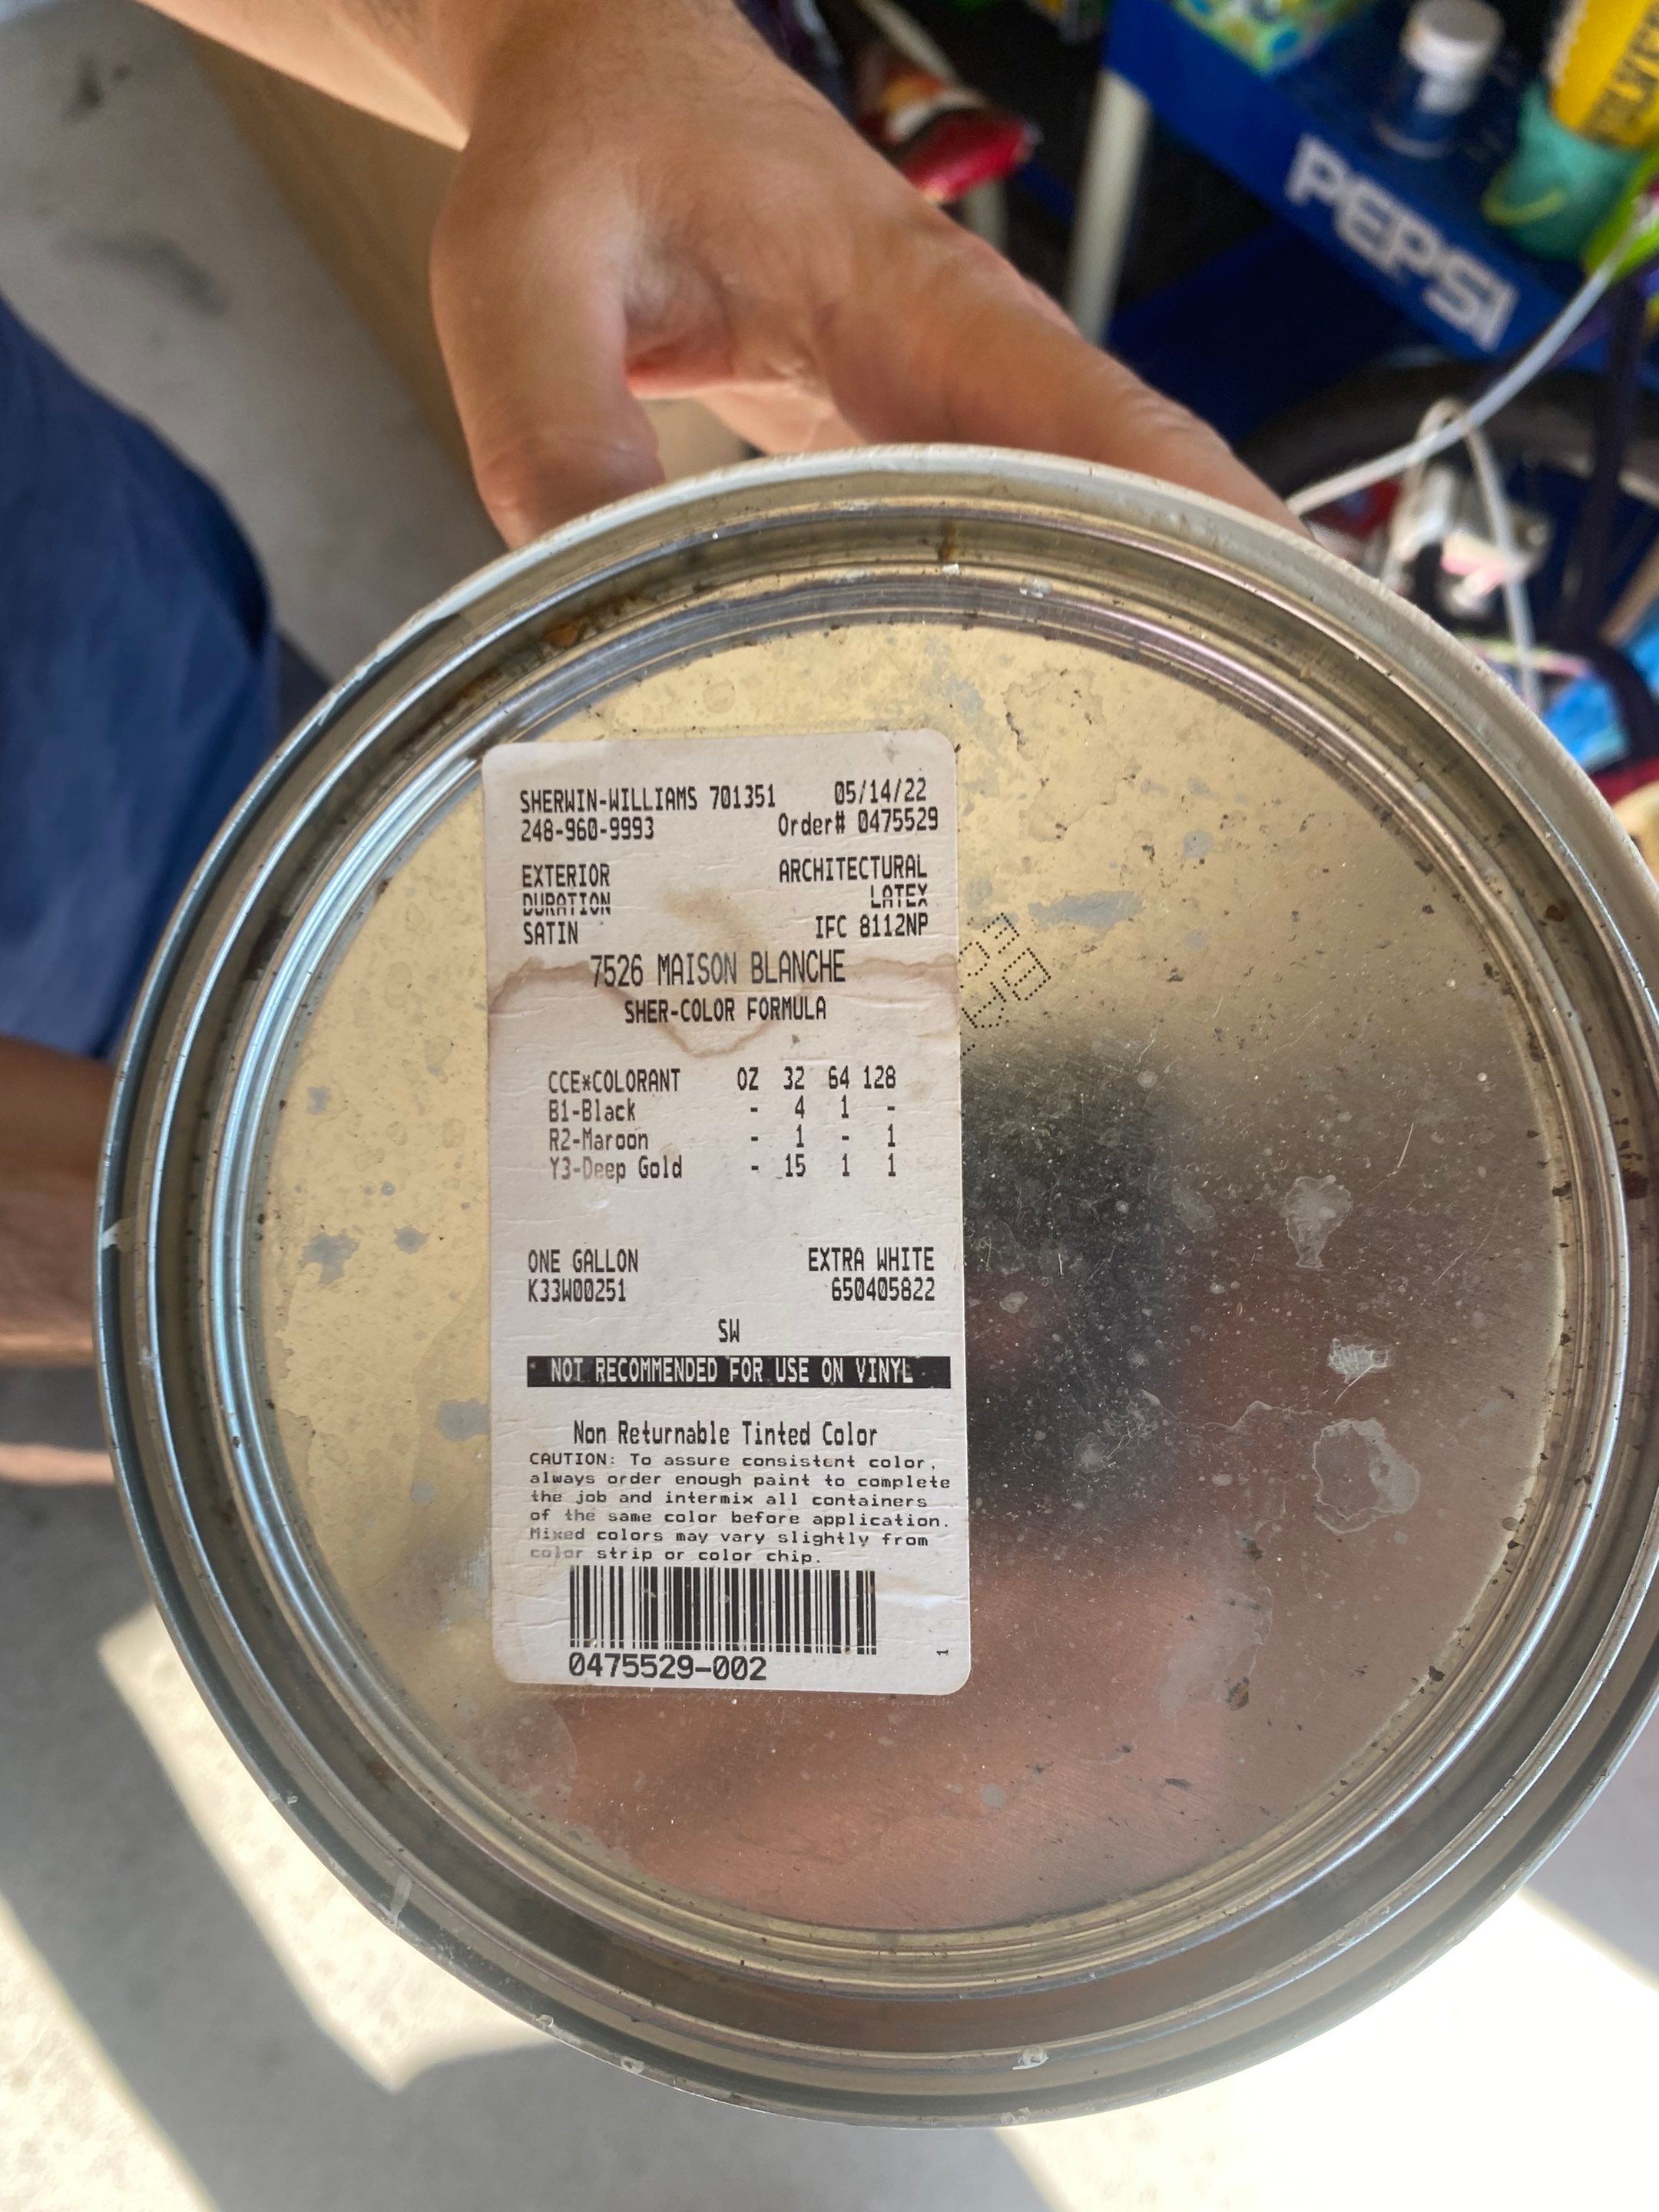 PEPSI
SHERWIN-WILLIAMS 701351 05/14/22
248-960-9993 Order# 0475529
EXTERIOR ARCHITECTURAL
DURATION LATEX
SATIN IFC 8112NP
7526 MAISON BLANCHE
SHER-COLOR FORMULA
CCE*COLORANT OZ 32 64 128
B1-Black - 4 1 -
R2-Maroon - 1 - 1
Y3-Deep Gold - 15 1 1
ONE GALLON EXTRA WHITE
K33W00251 650405822
SW
NOT RECOMMENDED FOR USE ON VINYL
Non Returnable Tinted Color
CAUTION: To assure consistent color,
always order enough paint to complete
the job and intermix all containers
of the same color before application.
Mixed colors may vary slightly from
color strip or color chip.
0475529-002
1